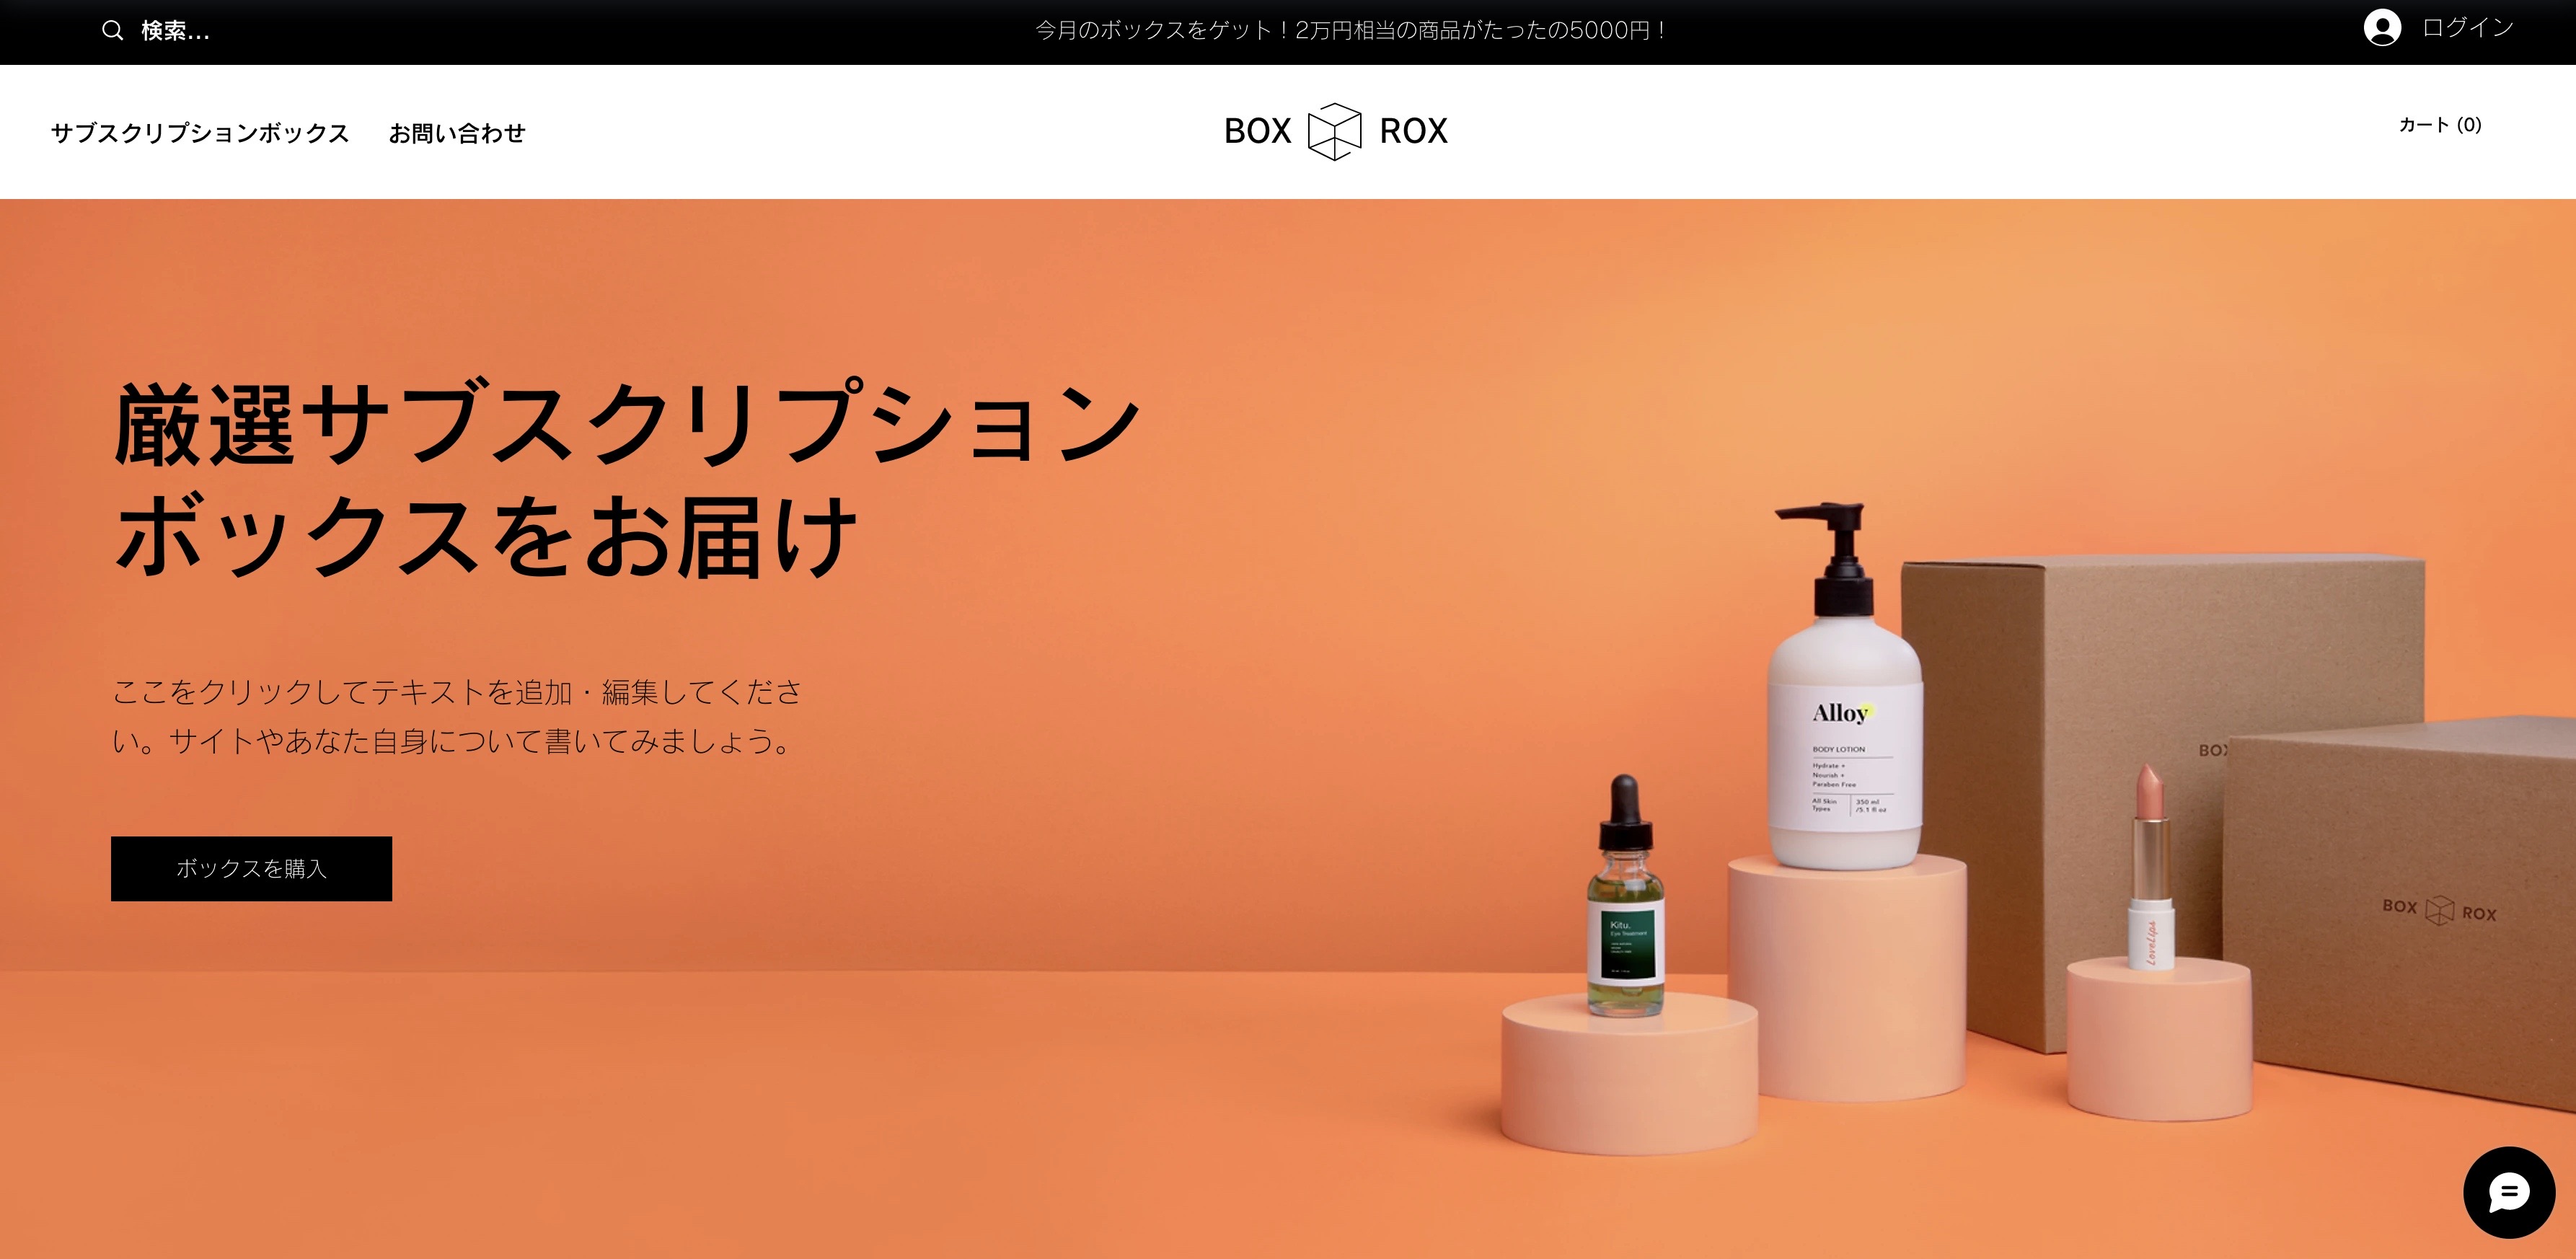 検索...
今月のボックスをゲット！2万円相当の商品がたったの5000円！
ログイン
サブスクリプションボックス
お問い合わせ
BOX ROX
カート (0)
厳選サブスクリプション
ボックスをお届け
ここをクリックしてテキストを追加・編集してくださ
い。サイトやあなた自身について書いてみましょう。
ボックスを購入
Alloy
BODY LOTION
Hydrate +
Nourish +
Paraben Free
All Skin
Types
350 ml
/5.1 fl oz
Kitu.
Eye Treatment
LoveLips
BOX
BOX ROX